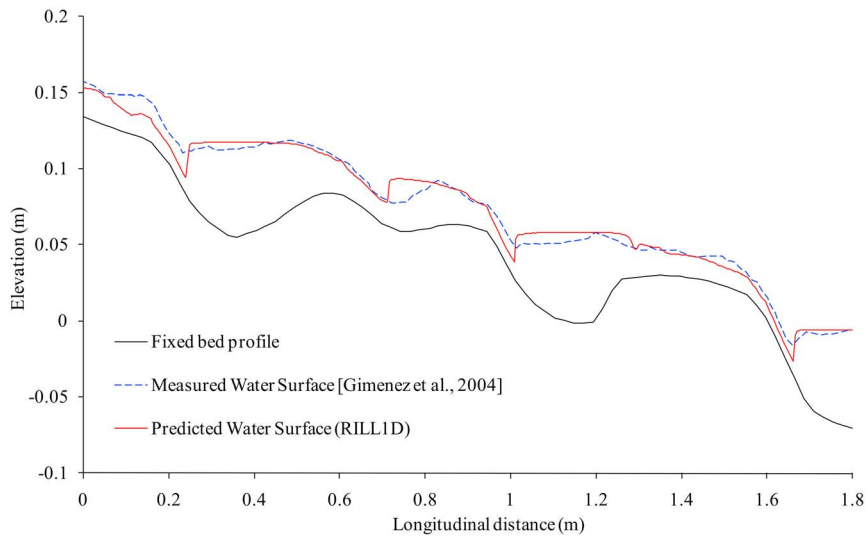 0.2
0.15
0.1
0.05
0
-0.05
-0.1
Elevation (m)
Fixed bed profile
Measured Water Surface [Gimenez et al., 2004]
Predicted Water Surface (RILL1D)
0 0.2 0.4 0.6 0.8 1 1.2 1.4 1.6 1.8
Longitudinal distance (m)